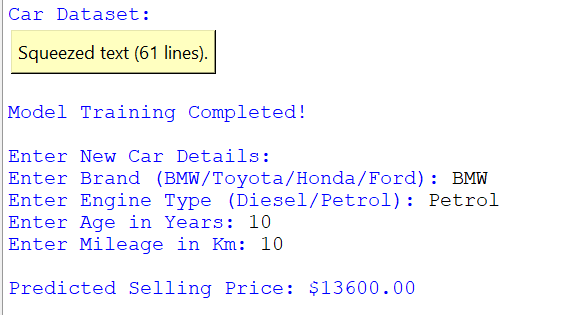 Car Dataset:
Squeezed text (61 lines).
Model Training Completed!
Enter New Car Details:
Enter Brand (BMW/Toyota/Honda/Ford): BMW
Enter Engine Type (Diesel/Petrol): Petrol
Enter Age in Years: 10
Enter Mileage in Km: 10
Predicted Selling Price: $13600.00